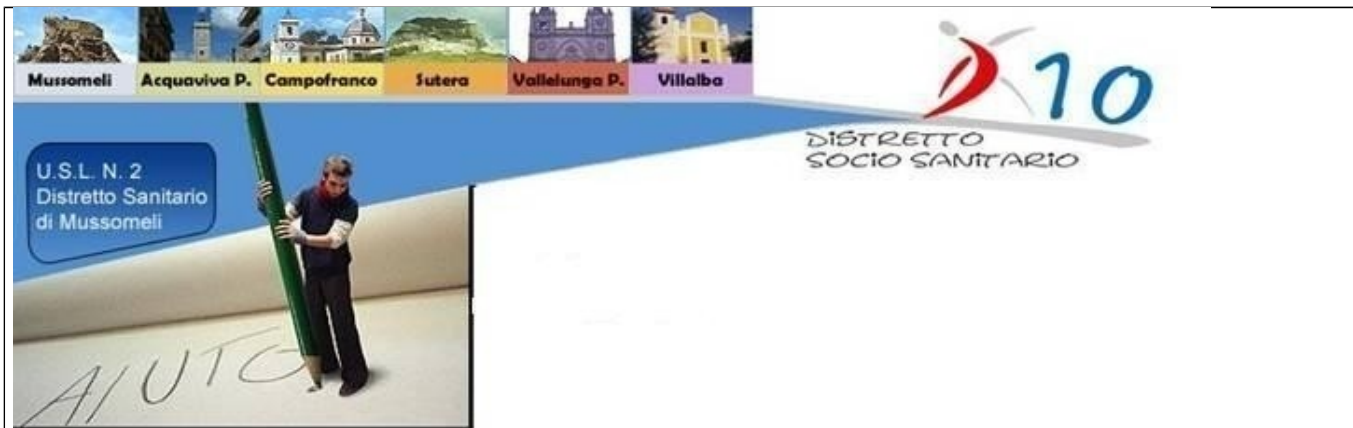 Mussomeli
Acquaviva P.
Campofranco
Sutera
Vallelunga P.
Villalba
D 10
DISTRETTO
SOCIO SANITARIO
U.S.L. N. 2
Distretto Sanitario
di Mussomeli
AIUTO